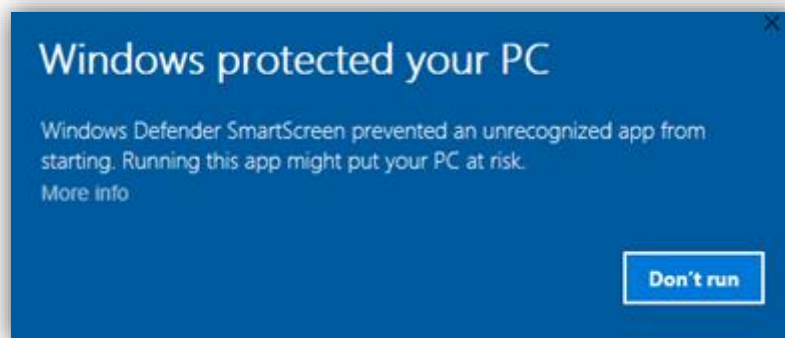 Windows protected your PC
Windows Defender SmartScreen prevented an unrecognized app from
starting. Running this app might put your PC at risk.
More info
Don't run